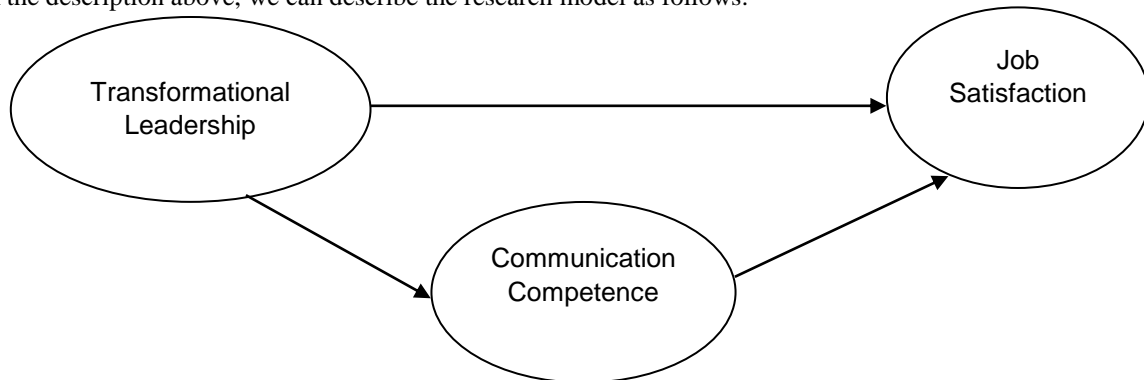 the description above, we can describe the research model as follows:
Transformational
Leadership
Job
Satisfaction
Communication
Competence